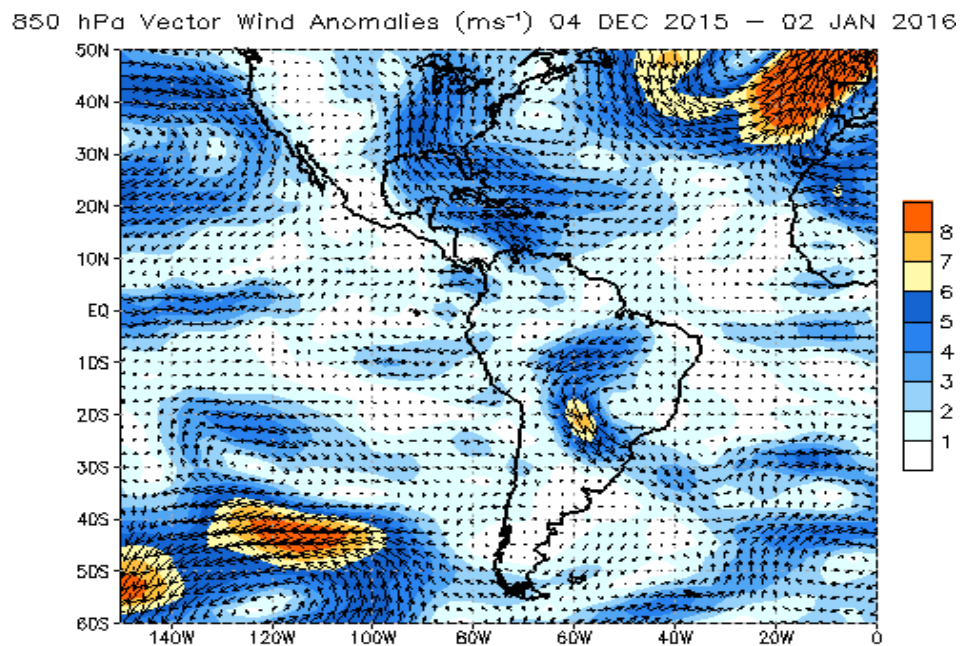 850 hPa Vector Wind Anomalies (ms⁻¹) 04 DEC 2015 – 02 JAN 2016
50N
40N
30N
20N
10N
EQ
10S
20S
30S
40S
50S
60S
140W 120W 100W 80W 60W 40W 20W 0
8
7
6
5
4
3
2
1